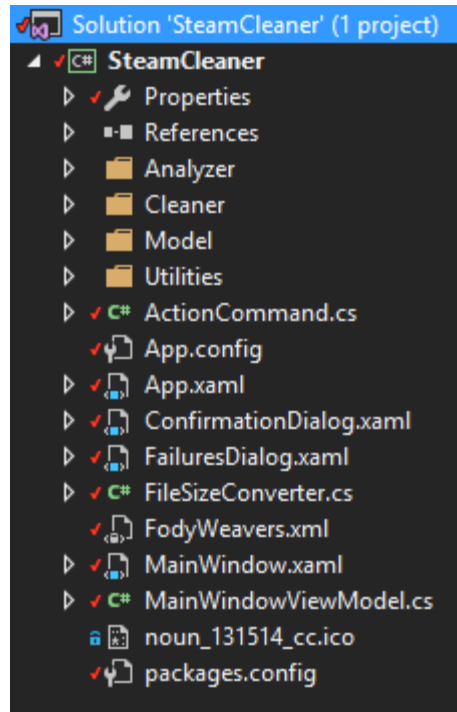 Solution 'SteamCleaner' (1 project)
C# SteamCleaner
Properties
References
Analyzer
Cleaner
Model
Utilities
C# ActionCommand.cs
App.config
App.xaml
ConfirmationDialog.xaml
FailuresDialog.xaml
C# FileSizeConverter.cs
FodyWeavers.xml
MainWindow.xaml
C# MainWindowViewModel.cs
noun_131514_cc.ico
packages.config